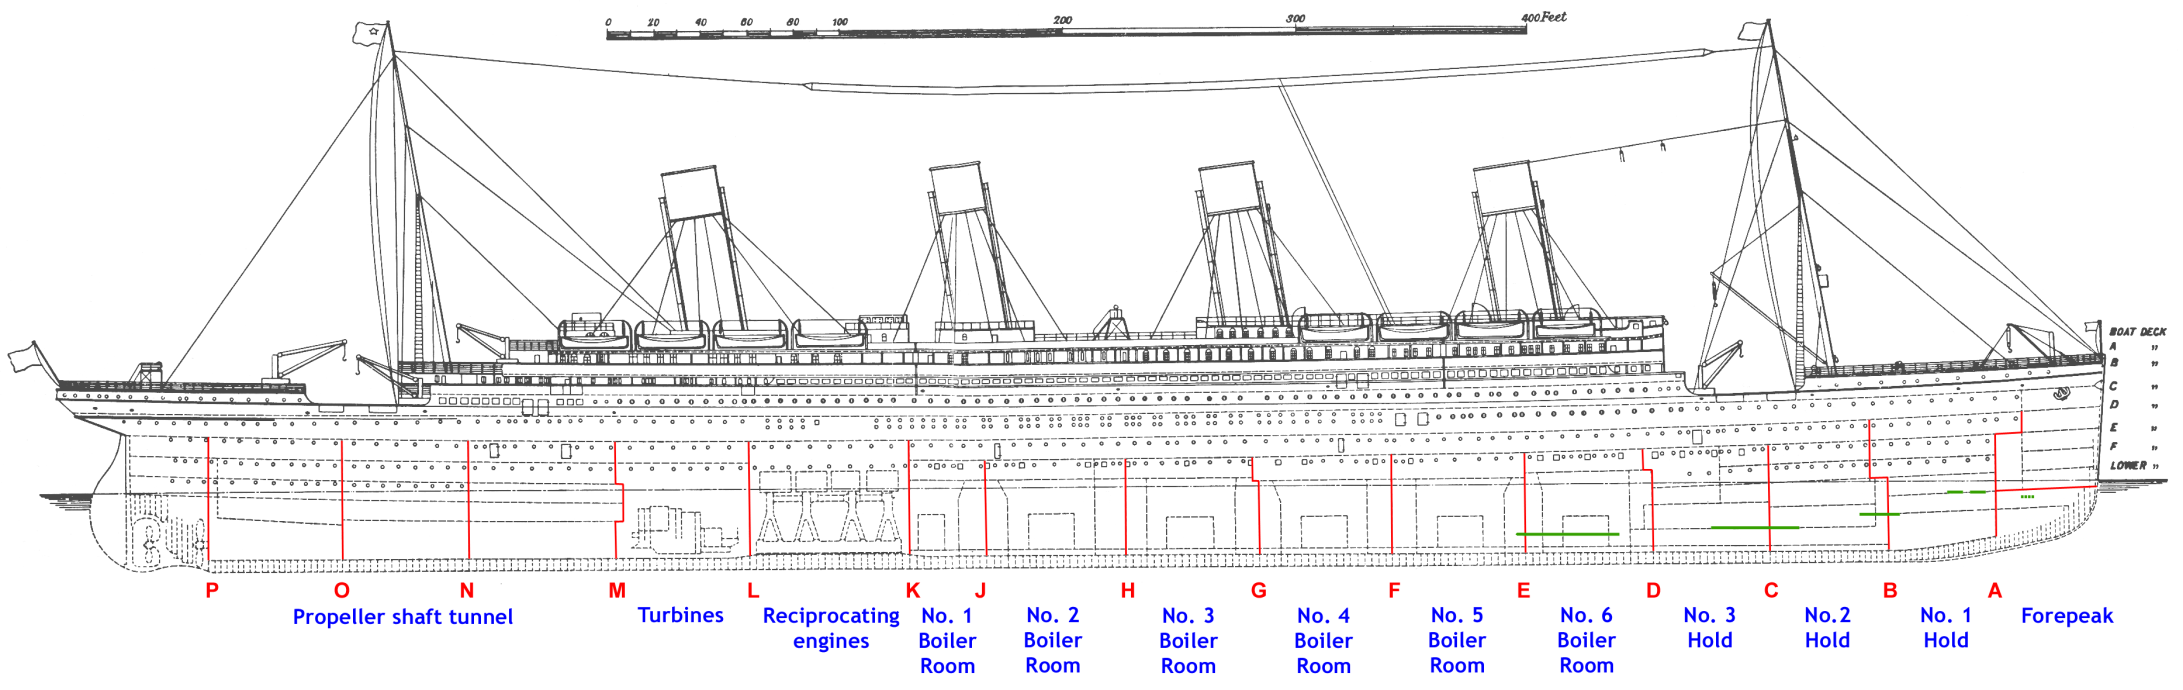 0 20 40 60 80 100 200 300 400 Feet
BOAT DECK
A "
B "
C "
D "
E "
F "
LOWER "
P O N M L K J H G F E D C B A
Propeller shaft tunnel
Turbines
Reciprocating
engines
No. 1
Boiler
Room
No. 2
Boiler
Room
No. 3
Boiler
Room
No. 4
Boiler
Room
No. 5
Boiler
Room
No. 6
Boiler
Room
No. 3
Hold
No.2
Hold
No. 1
Hold
Forepeak